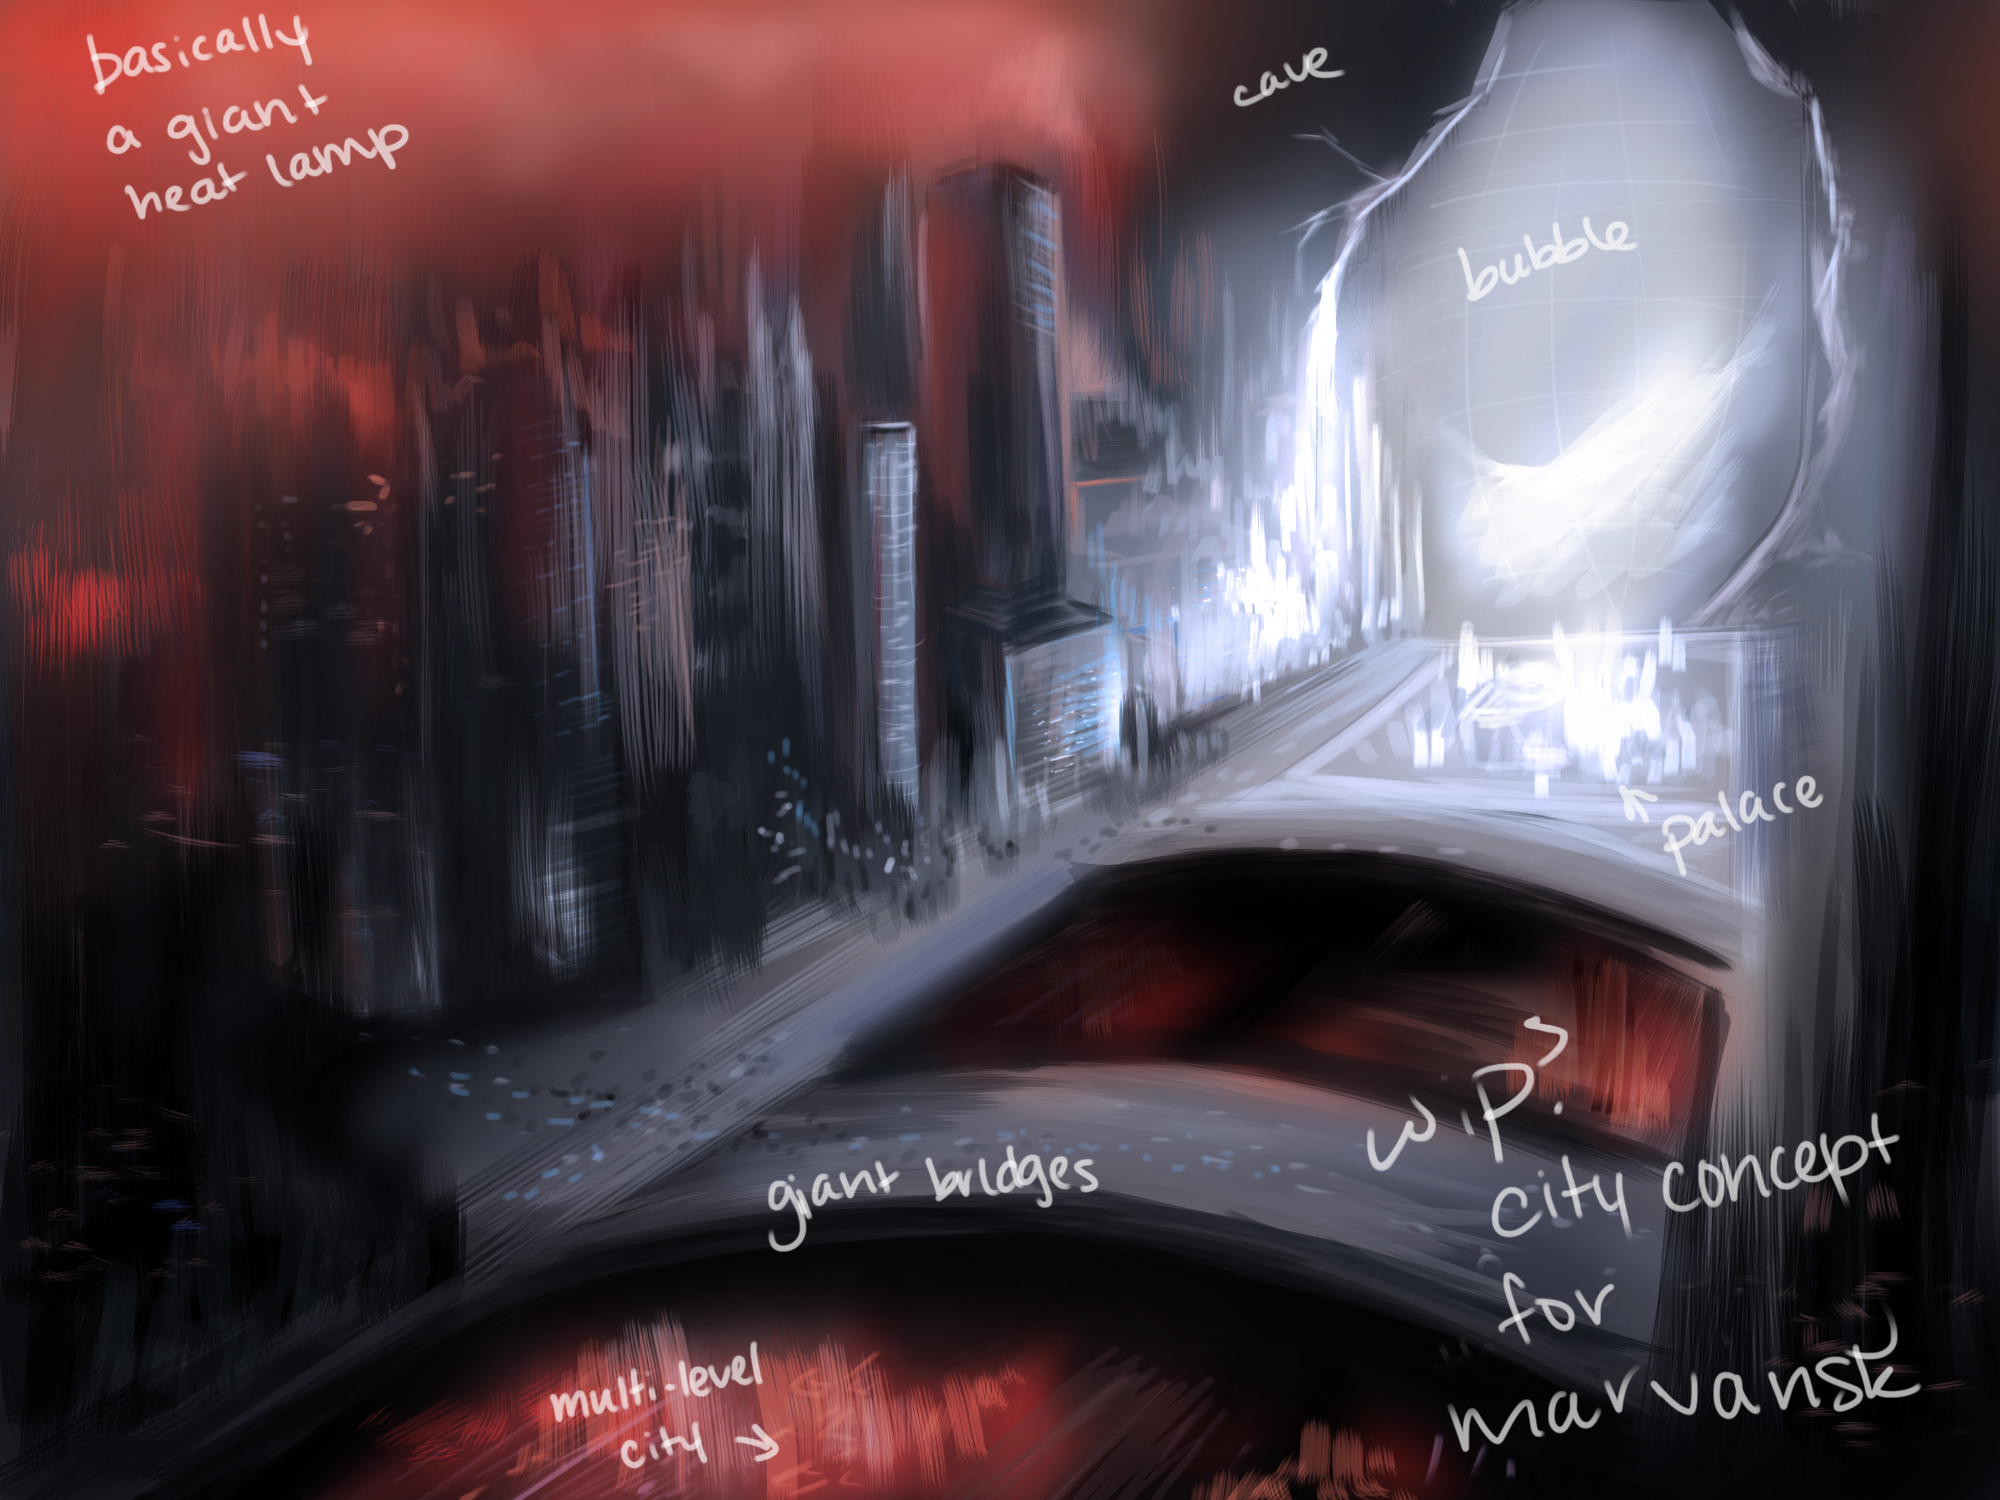 basically
a giant
heat lamp
cave
bubble
palace
giant bridges
W.I.P.s
city concept
for
marvansk
multi-level
city